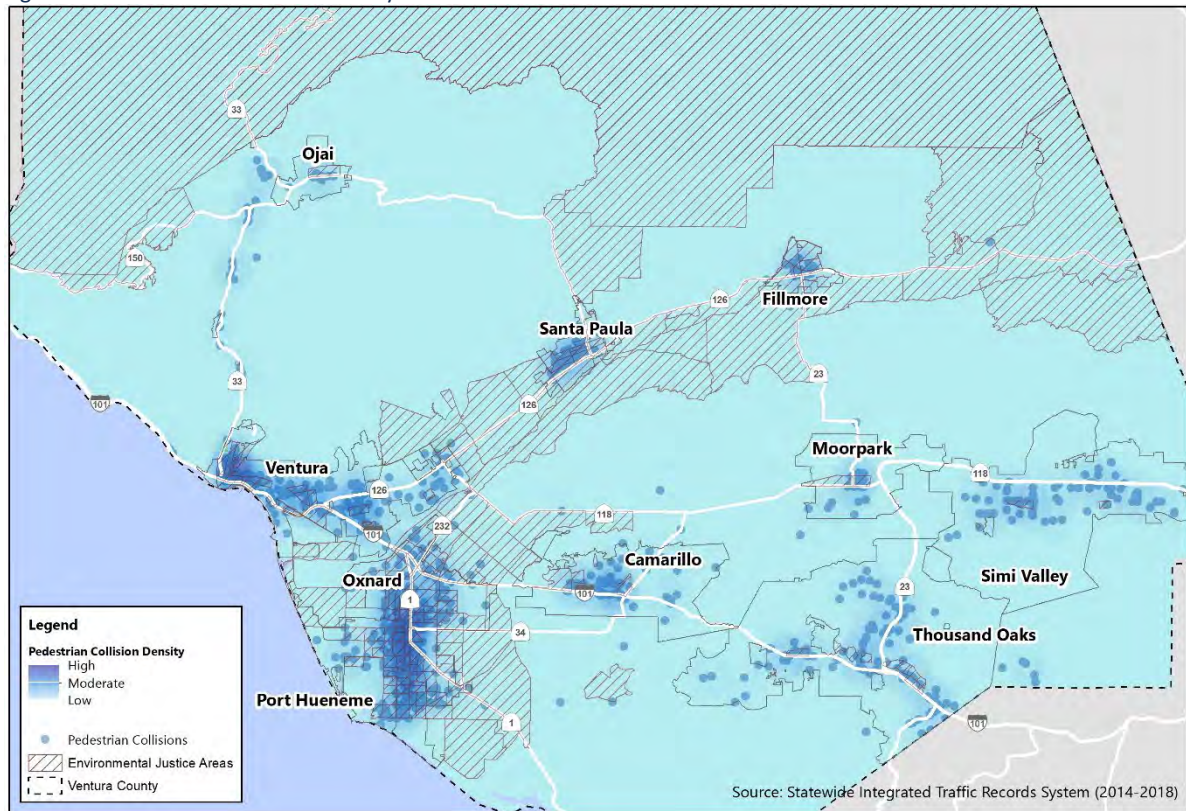 33
Ojai
150
126
Fillmore
Santa Paula
23
33
126
101
Moorpark
118
Ventura
126
232
118
101
Camarillo
Oxnard
1
101
Simi Valley
23
34
Thousand Oaks
Port Hueneme
1
101
Legend
Pedestrian Collision Density
High
Moderate
Low
Pedestrian Collisions
Environmental Justice Areas
Ventura County
Source: Statewide Integrated Traffic Records System (2014-2018)